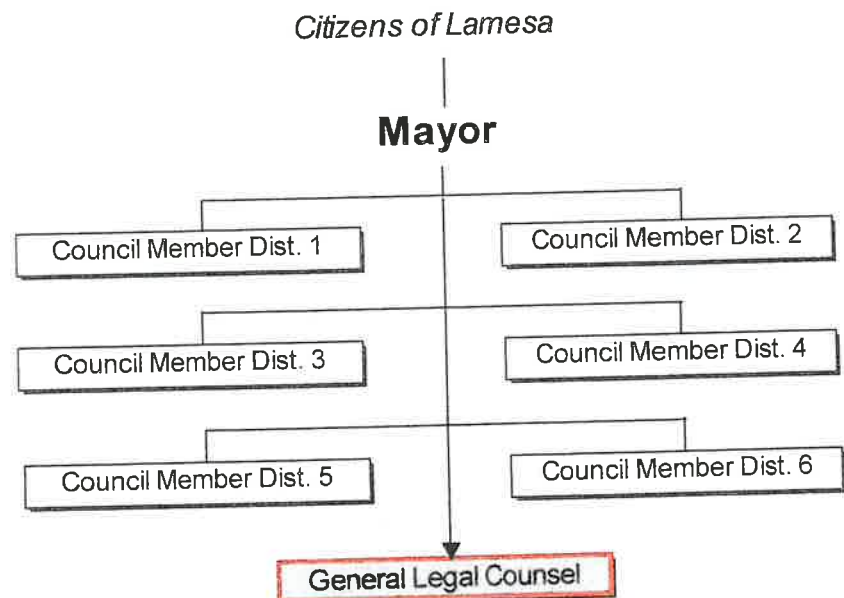 Citizens of Lamesa
Mayor
Council Member Dist. 1
Council Member Dist. 2
Council Member Dist. 3
Council Member Dist. 4
Council Member Dist. 5
Council Member Dist. 6
General Legal Counsel